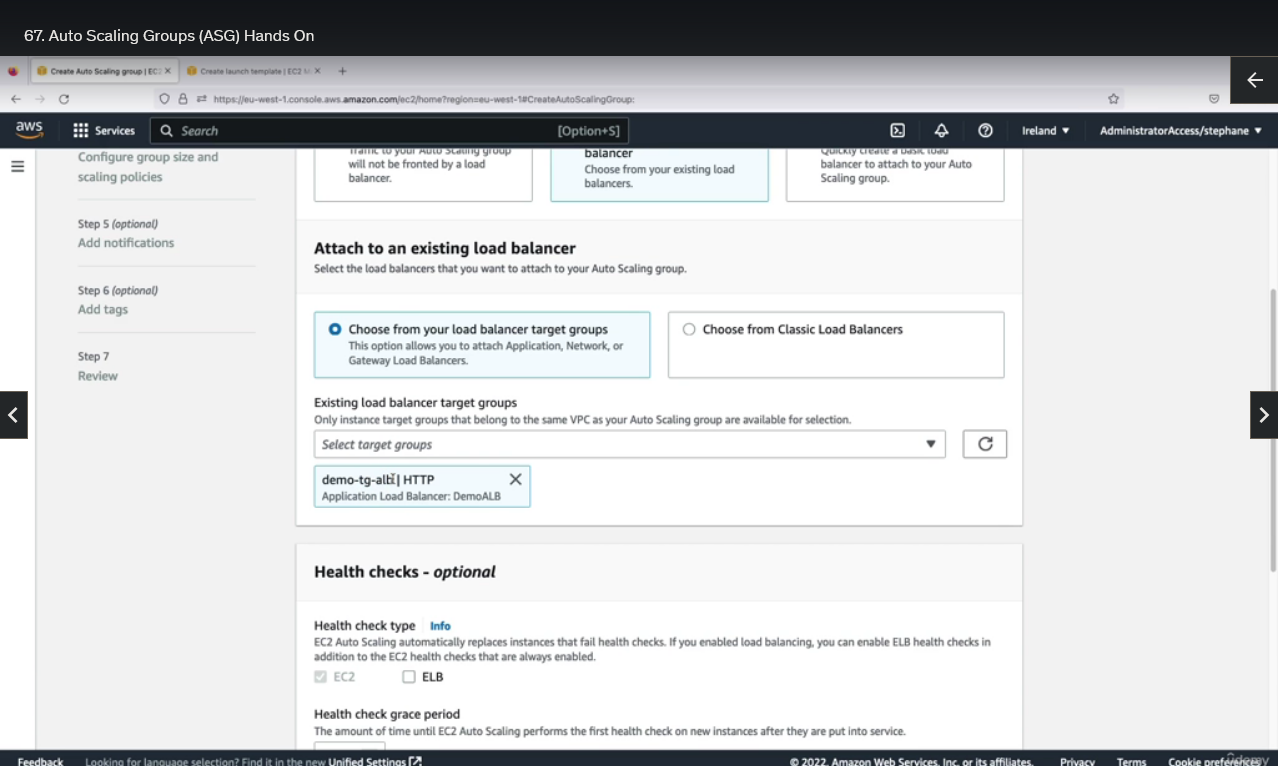 67. Auto Scaling Groups (ASG) Hands On
Create Auto Scaling group | EC2
Create launch template | EC2 M
https://eu-west-1.console.aws.amazon.com/ec2/home?region=eu-west-1#CreateAutoScalingGroup:
aws
Services
Search
[Option+S]
Ireland
AdministratorAccess/stephane
Configure group size and
scaling policies
Step 5 (optional)
Add notifications
Step 6 (optional)
Add tags
Step 7
Review
Traffic to your Auto Scaling group
will not be fronted by a load
balancer.
balancer
Choose from your existing load
balancers.
Quickly create a basic load
balancer to attach to your Auto
Scaling group.
Attach to an existing load balancer
Select the load balancers that you want to attach to your Auto Scaling group.
Choose from your load balancer target groups
This option allows you to attach Application, Network, or
Gateway Load Balancers.
Choose from Classic Load Balancers
Existing load balancer target groups
Only instance target groups that belong to the same VPC as your Auto Scaling group are available for selection.
Select target groups
demo-tg-alb | HTTP
Application Load Balancer: DemoALB
Health checks - optional
Health check type
Info
EC2 Auto Scaling automatically replaces instances that fail health checks. If you enabled load balancing, you can enable ELB health checks in
addition to the EC2 health checks that are always enabled.
EC2
ELB
Health check grace period
The amount of time until EC2 Auto Scaling performs the first health check on new instances after they are put into service.
Feedback
Looking for language selection? Find it in the new Unified Settings
© 2022, Amazon Web Services, Inc. or its affiliates.
Privacy
Terms
Cookie preferences
ûdemy